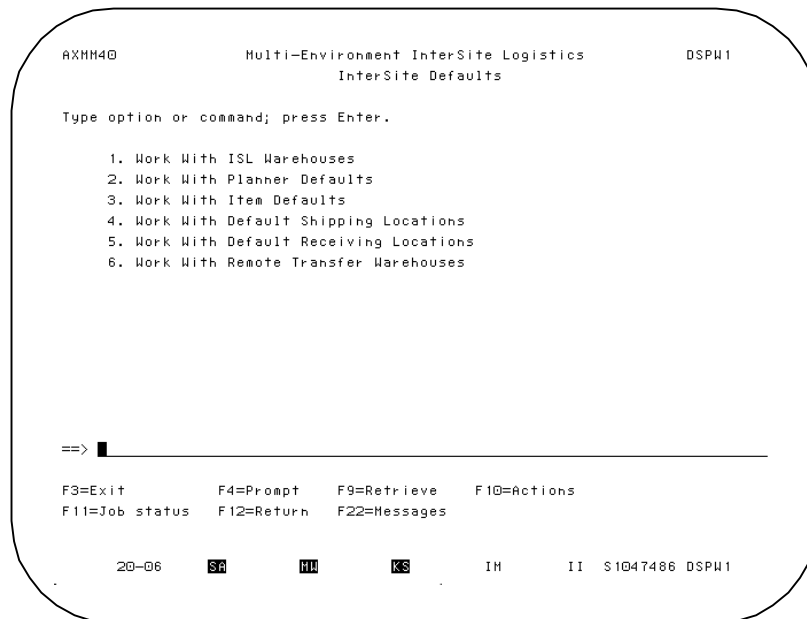 AXMM40 Multi-Environment InterSite Logistics DSPW1
InterSite Defaults
Type option or command; press Enter.
1. Work With ISL Warehouses
2. Work With Planner Defaults
3. Work With Item Defaults
4. Work With Default Shipping Locations
5. Work With Default Receiving Locations
6. Work With Remote Transfer Warehouses
==>
F3=Exit F4=Prompt F9=Retrieve F10=Actions
F11=Job status F12=Return F22=Messages
20-06 SA MW KS IM II S1047486 DSPW1